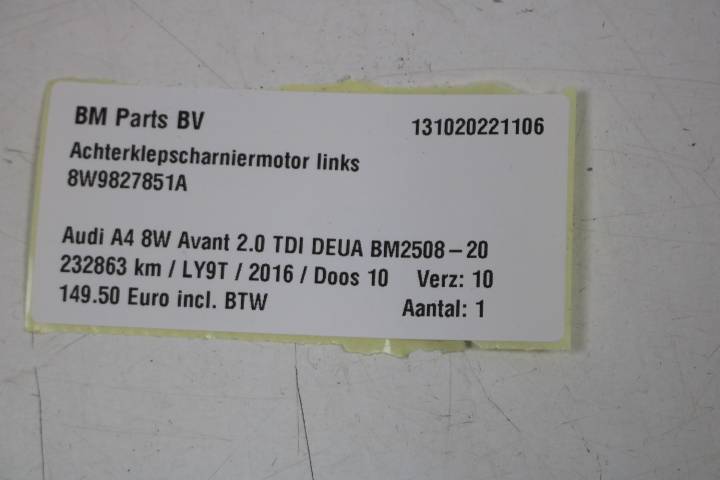 BM Parts BV 131020221106
Achterklepscharniermotor links
8W9827851A
Audi A4 8W Avant 2.0 TDI DEUA BM2508-20
232863 km / LY9T / 2016 / Doos 10 Verz: 10
149.50 Euro incl. BTW Aantal: 1